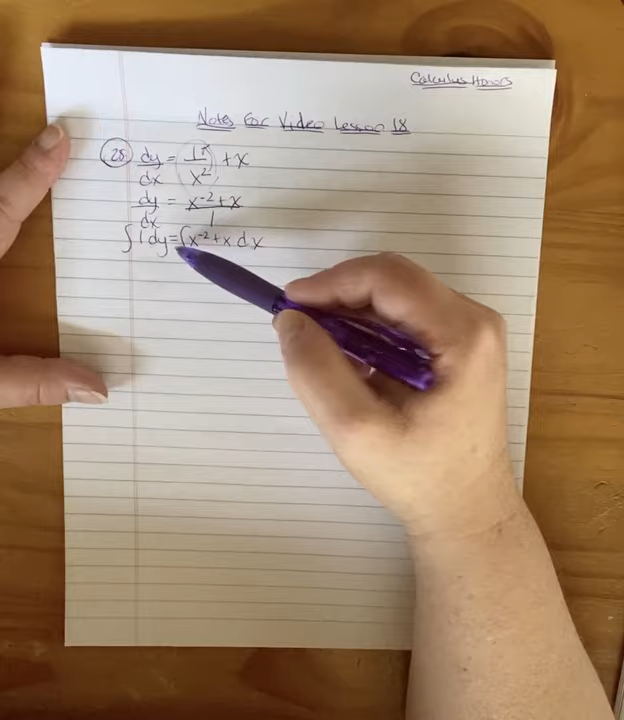 Calculus Honors
Notes For Video Lesson 18
28. dy/dx = 1/x² + x
dy/dx = x⁻² + x / 1
∫ 1 dy = ∫ x⁻² + x dx